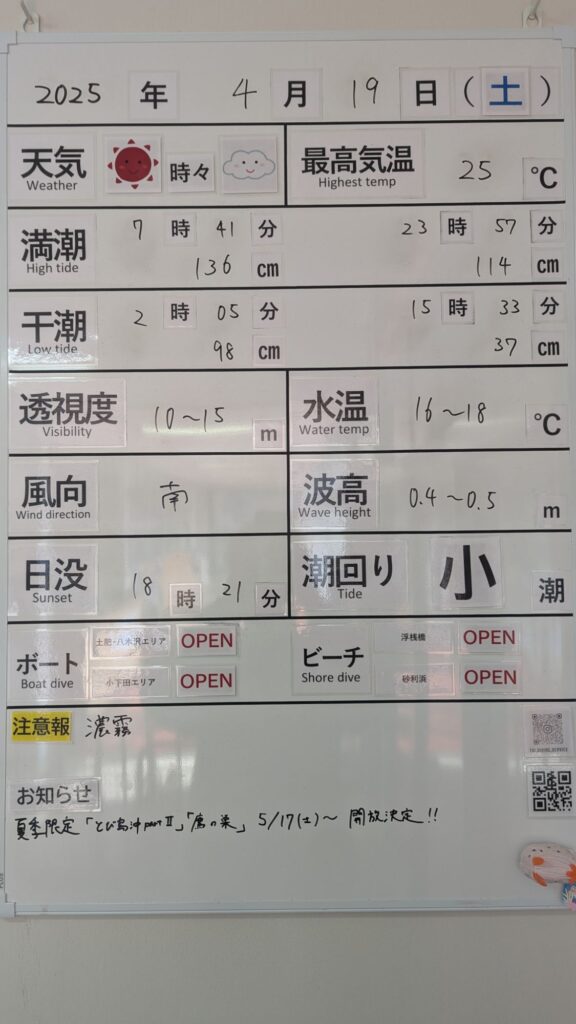 2025 年 4 月 19 日 (土)
天気 時々 最高気温 25 ℃
Weather Highest temp
満潮 7 時 41 分 23 時 57 分
High tide 136 cm 114 cm
干潮 2 時 05 分 15 時 33 分
Low tide 98 cm 37 cm
透視度 10～15 m 水温 16～18 ℃
Visibility Water temp
風向 南 波高 0.4～0.5 m
Wind direction Wave height
日没 18 時 21 分 潮回り 小 潮
Sunset Tide
ボート 土肥・八木沢エリア OPEN ビーチ 浮桟橋 OPEN
Boat dive 小下田エリア OPEN Shore dive 砂利浜 OPEN
注意報 濃霧
TOI DIVING SERVICE
お知らせ
夏季限定「とび島沖 part Ⅱ」「鷹の巣」 5/17(土)～ 開放決定!!